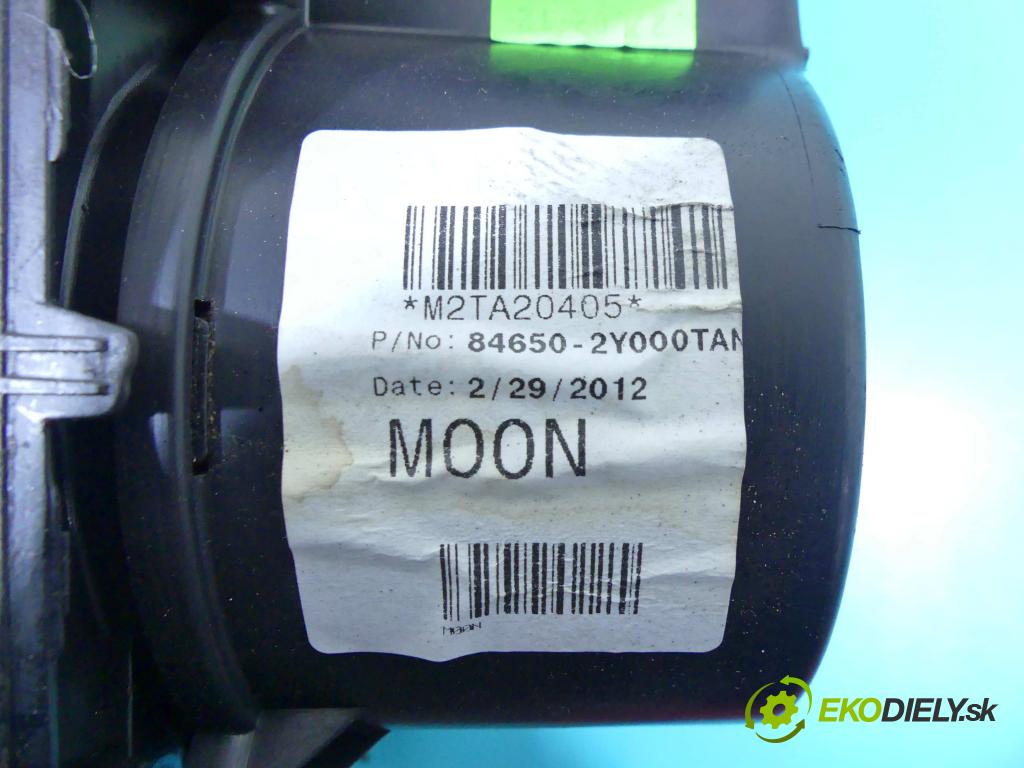 *M2TA20405*
P/No: 84650-2Y000TAN
Date: 2/29/2012
MOON
EKODIELY.sk